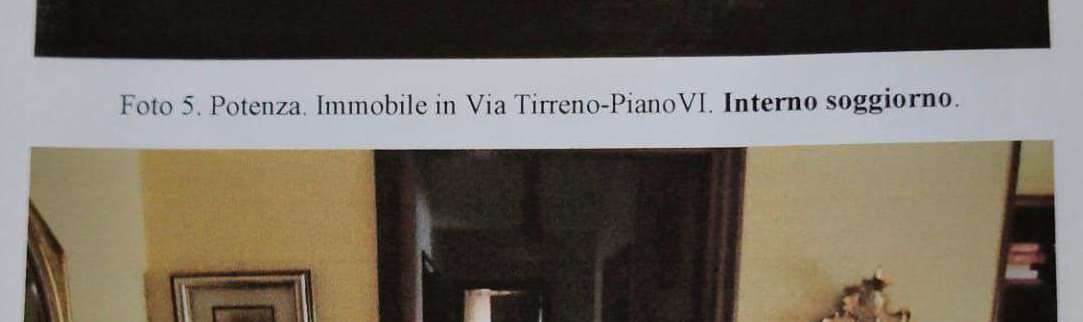 Foto 5. Potenza. Immobile in Via Tirreno-PianoVI. Interno soggiorno.